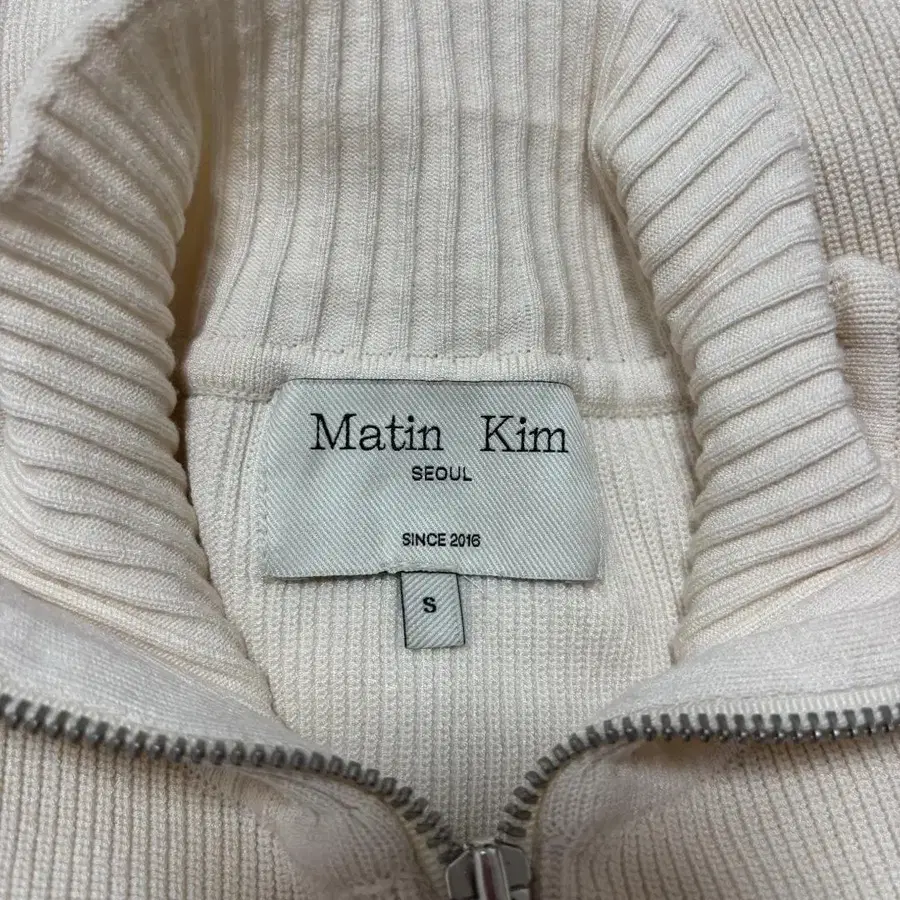 Matin Kim
SEOUL
SINCE 2016
S